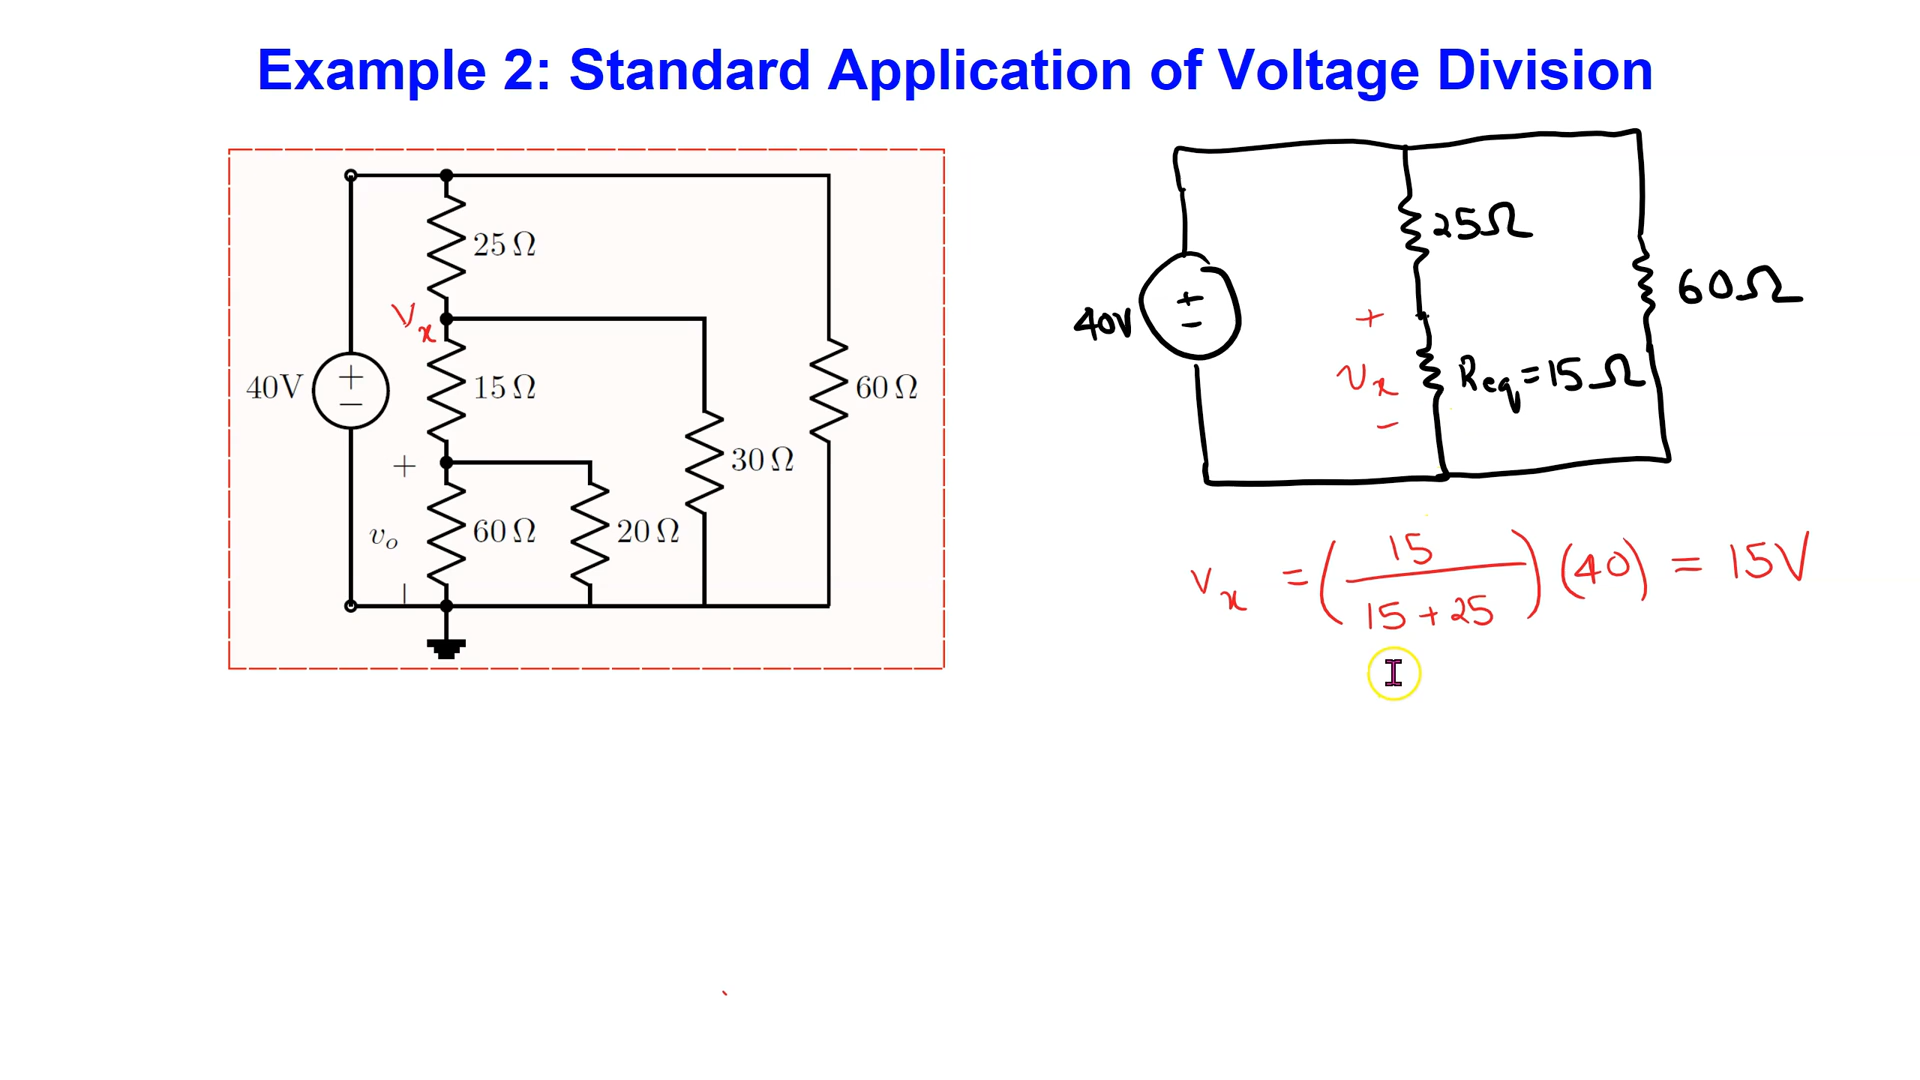 Example 2: Standard Application of Voltage Division
25 Ω
Vx
40V
+
−
15 Ω
60 Ω
+
30 Ω
vo
60 Ω
20 Ω
−
25Ω
60Ω
40V
+
−
+
vx
−
Req=15Ω
vx = (15 / 15+25) (40) = 15V